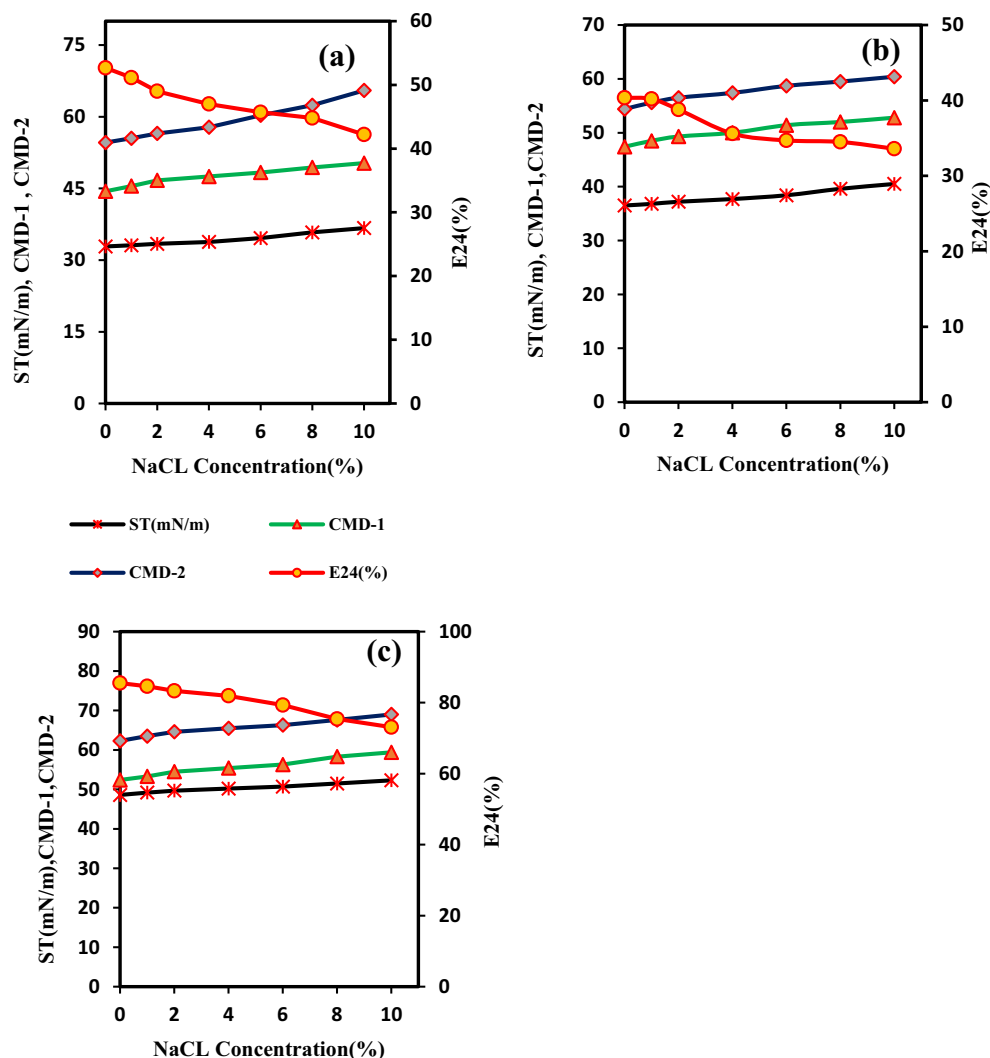 (a)
ST(mN/m), CMD-1 , CMD-2
75
60
45
30
15
0
60
50
40
30
20
10
0
E24(%)
0 2 4 6 8 10
NaCL Concentration(%)
(b)
ST(mN/m), CMD-1,CMD-2
70
60
50
40
30
20
10
0
50
40
30
20
10
0
E24(%)
0 2 4 6 8 10
NaCL Concentration(%)
ST(mN/m) CMD-1
CMD-2 E24(%)
(c)
ST(mN/m),CMD-1,CMD-2
90
80
70
60
50
40
30
20
10
0
100
80
60
40
20
0
E24(%)
0 2 4 6 8 10
NaCL Concentration(%)